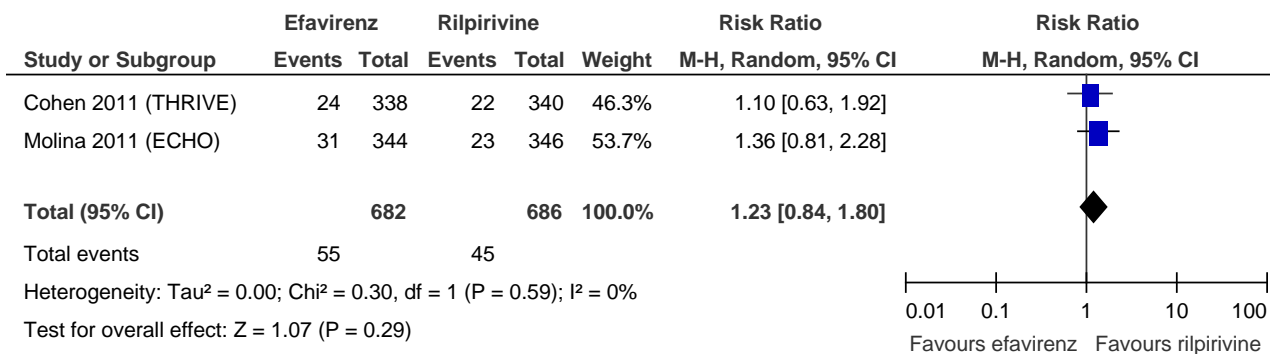 Efavirenz Rilpirivine Risk Ratio Risk Ratio
Study or Subgroup Events Total Events Total Weight M-H, Random, 95% CI M-H, Random, 95% CI
Cohen 2011 (THRIVE) 24 338 22 340 46.3% 1.10 [0.63, 1.92]
Molina 2011 (ECHO) 31 344 23 346 53.7% 1.36 [0.81, 2.28]
Total (95% CI) 682 686 100.0% 1.23 [0.84, 1.80]
Total events 55 45
Heterogeneity: Tau² = 0.00; Chi² = 0.30, df = 1 (P = 0.59); I² = 0%
Test for overall effect: Z = 1.07 (P = 0.29)
0.01 0.1 1 10 100
Favours efavirenz Favours rilpirivine